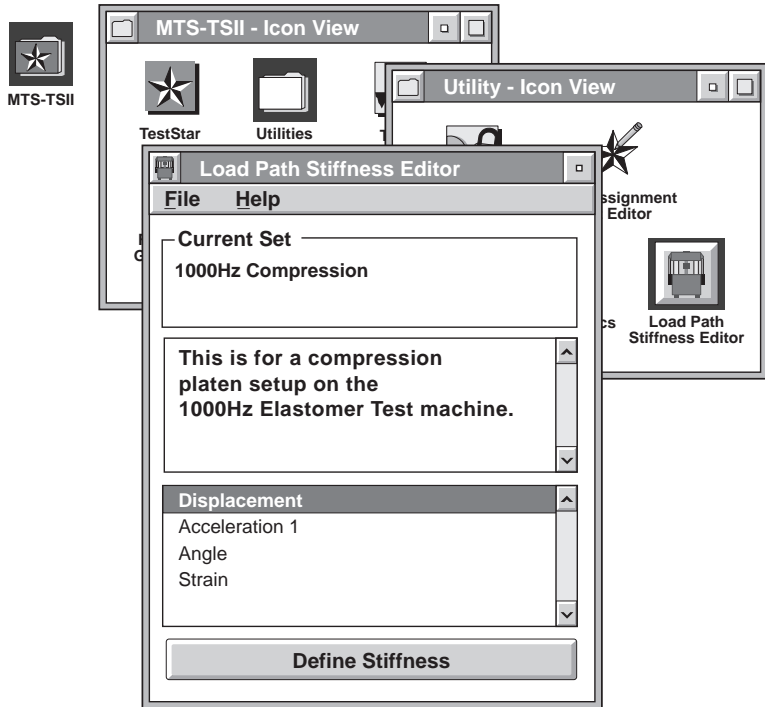 MTS-TSII
MTS-TSII - Icon View
TestStar
Utilities
Utility - Icon View
Editor
Load Path
Stiffness Editor
Load Path Stiffness Editor
File Help
Current Set
1000Hz Compression
This is for a compression
platen setup on the
1000Hz Elastomer Test machine.
Displacement
Acceleration 1
Angle
Strain
Define Stiffness